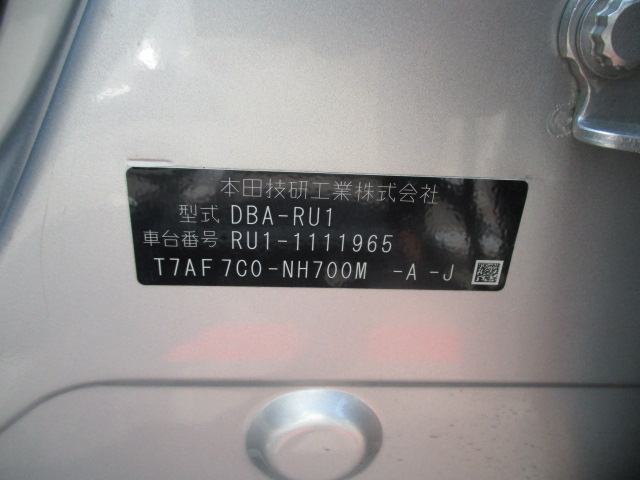 本田技研工業株式会社
型式 DBA-RU1
車台番号 RU1-1111965
T7AF7C0-NH700M -A-J